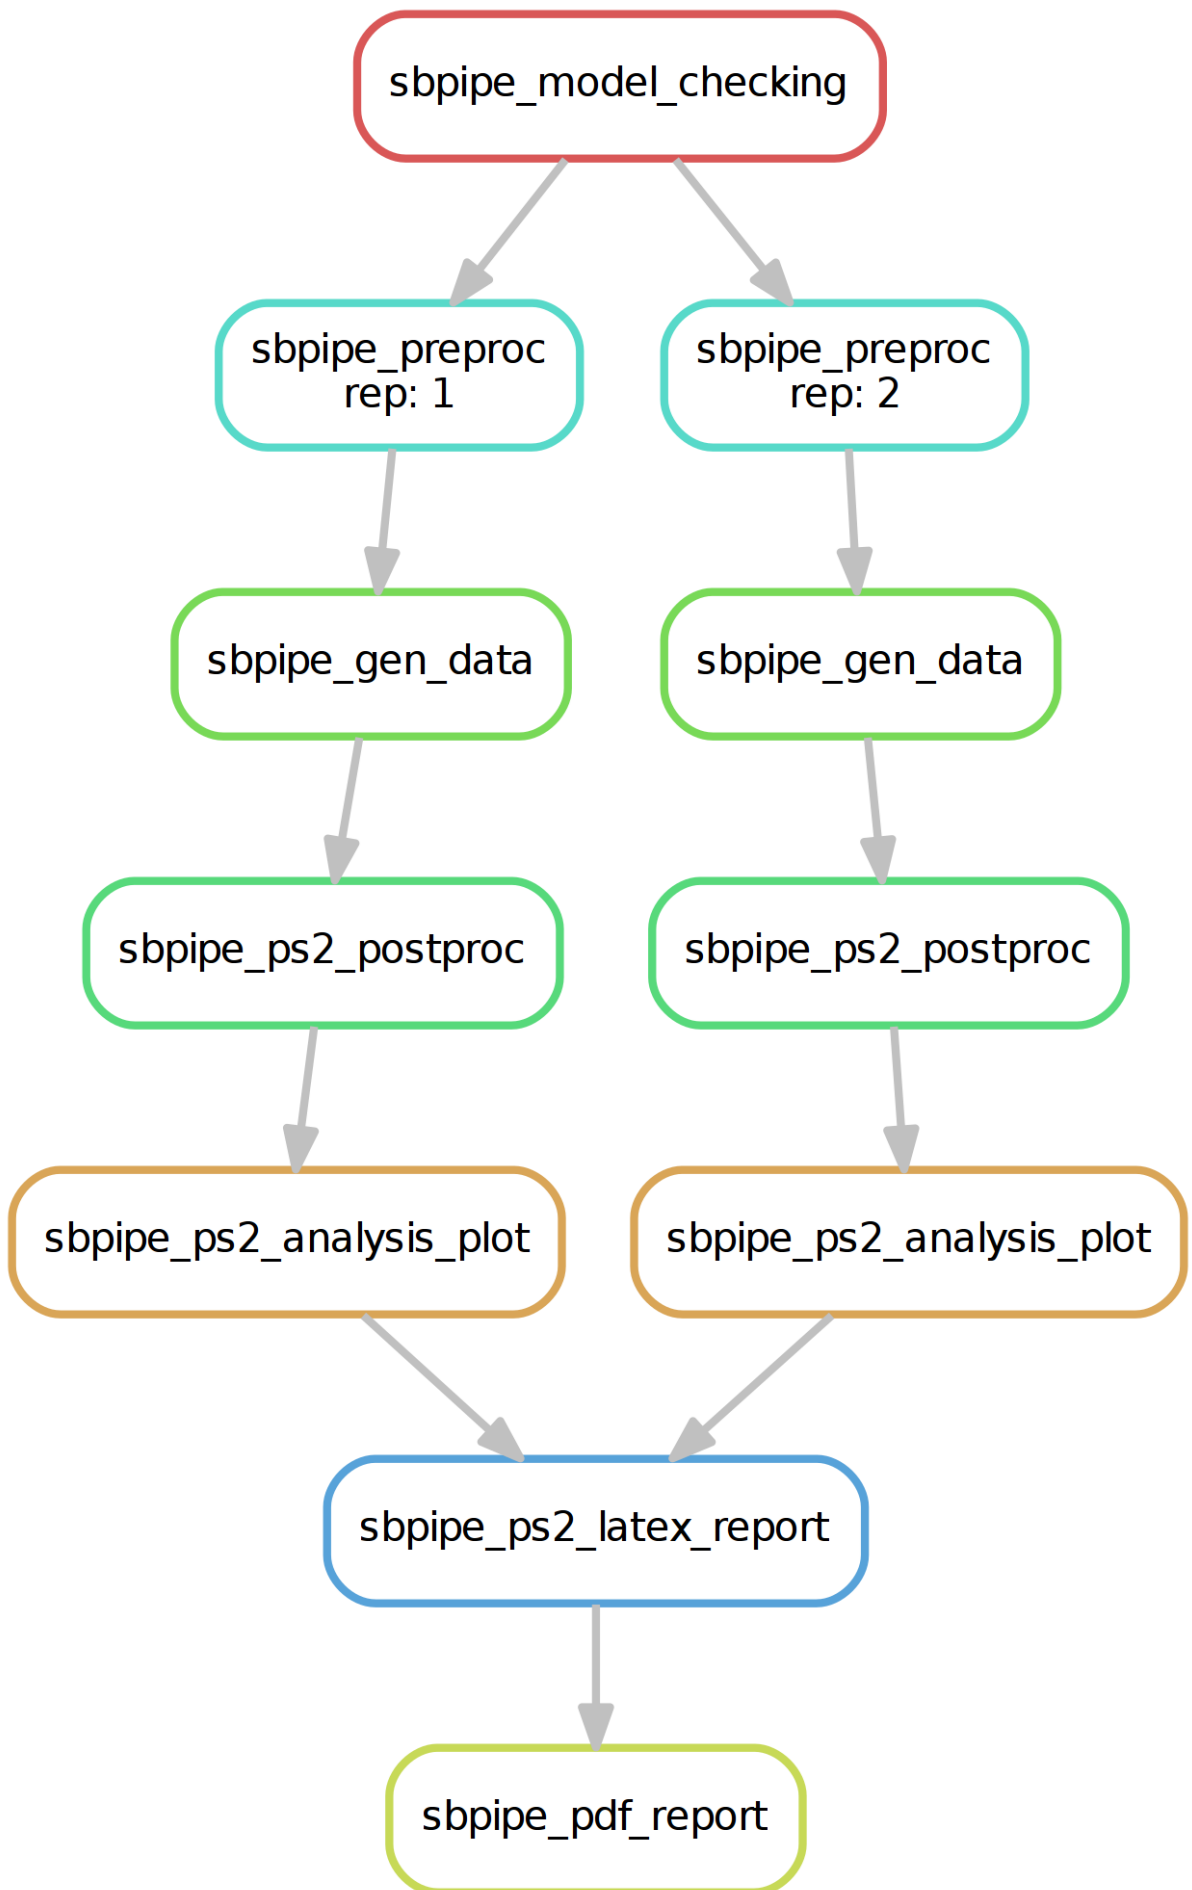 sbpipe_model_checking
sbpipe_preproc
rep: 1
sbpipe_preproc
rep: 2
sbpipe_gen_data
sbpipe_gen_data
sbpipe_ps2_postproc
sbpipe_ps2_postproc
sbpipe_ps2_analysis_plot
sbpipe_ps2_analysis_plot
sbpipe_ps2_latex_report
sbpipe_pdf_report